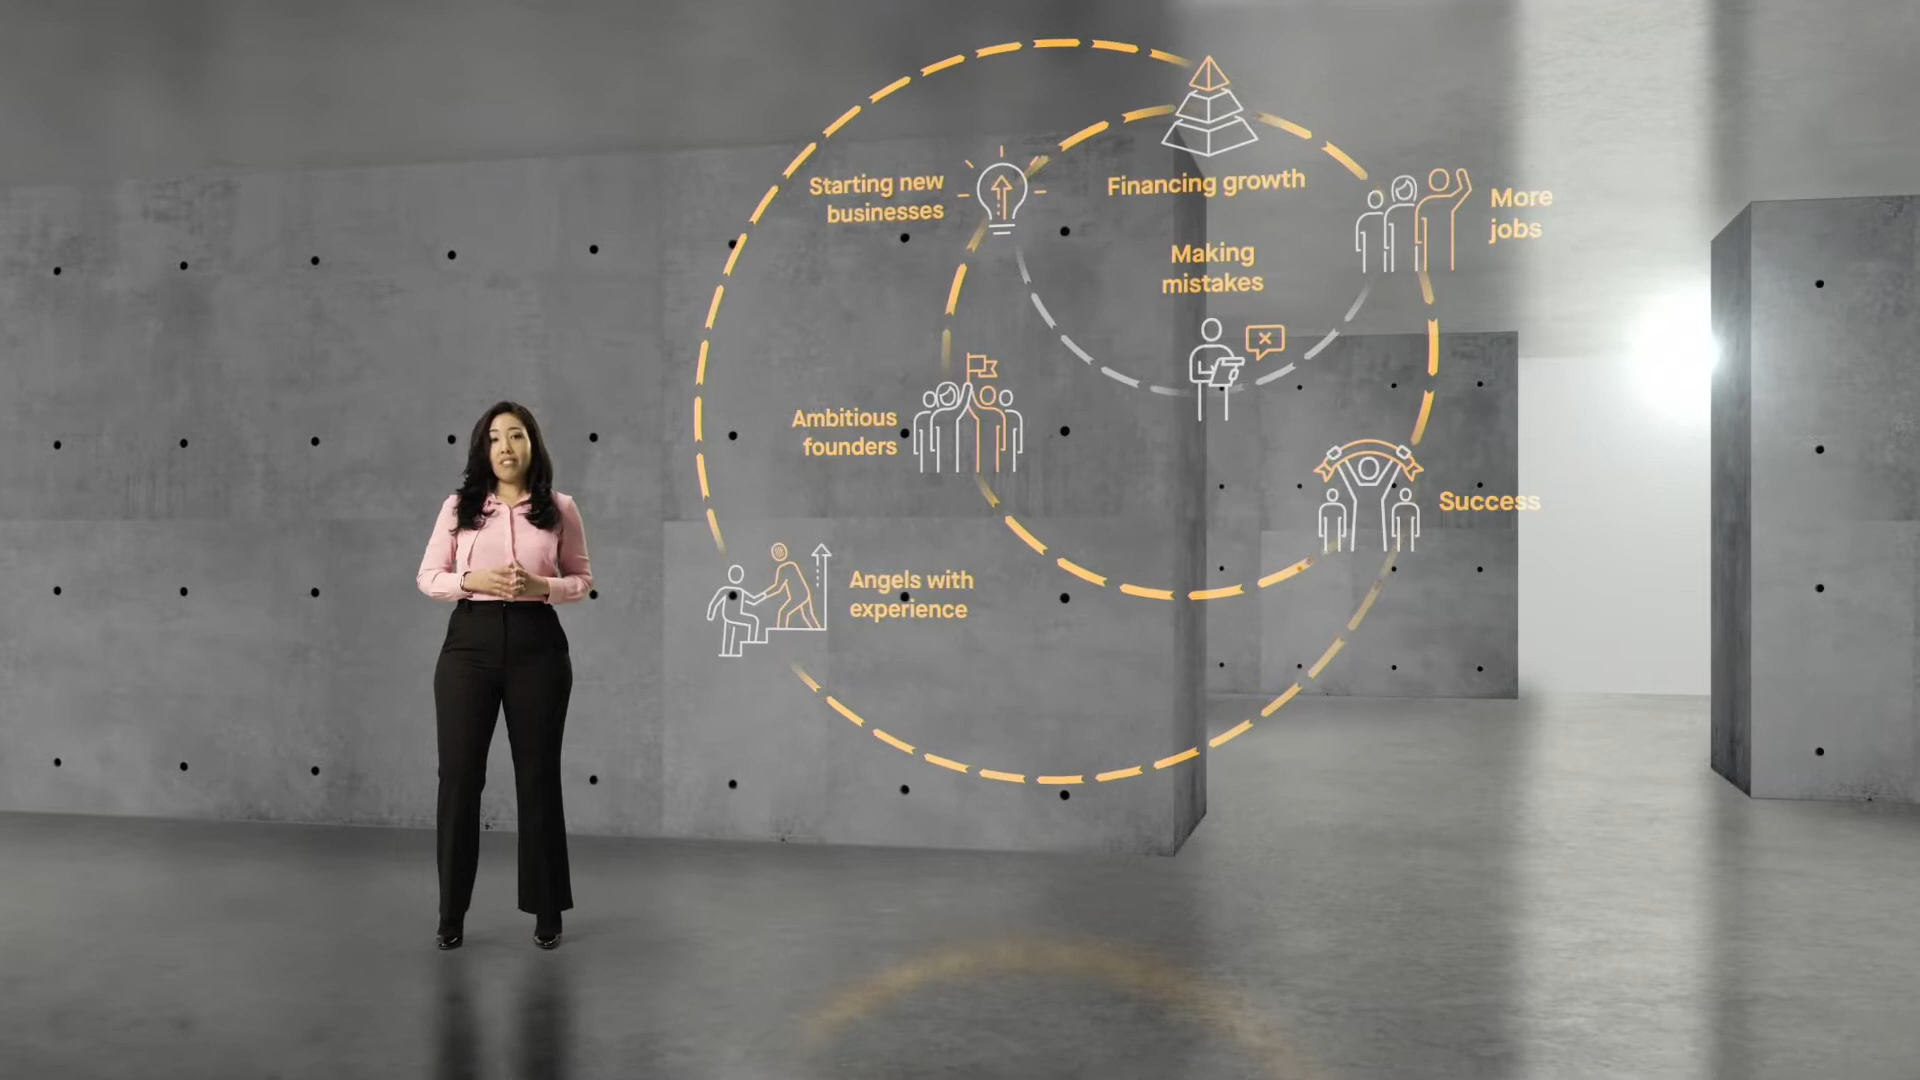 Starting new
businesses
Financing growth
More
jobs
Making
mistakes
Ambitious
founders
Success
Angels with
experience